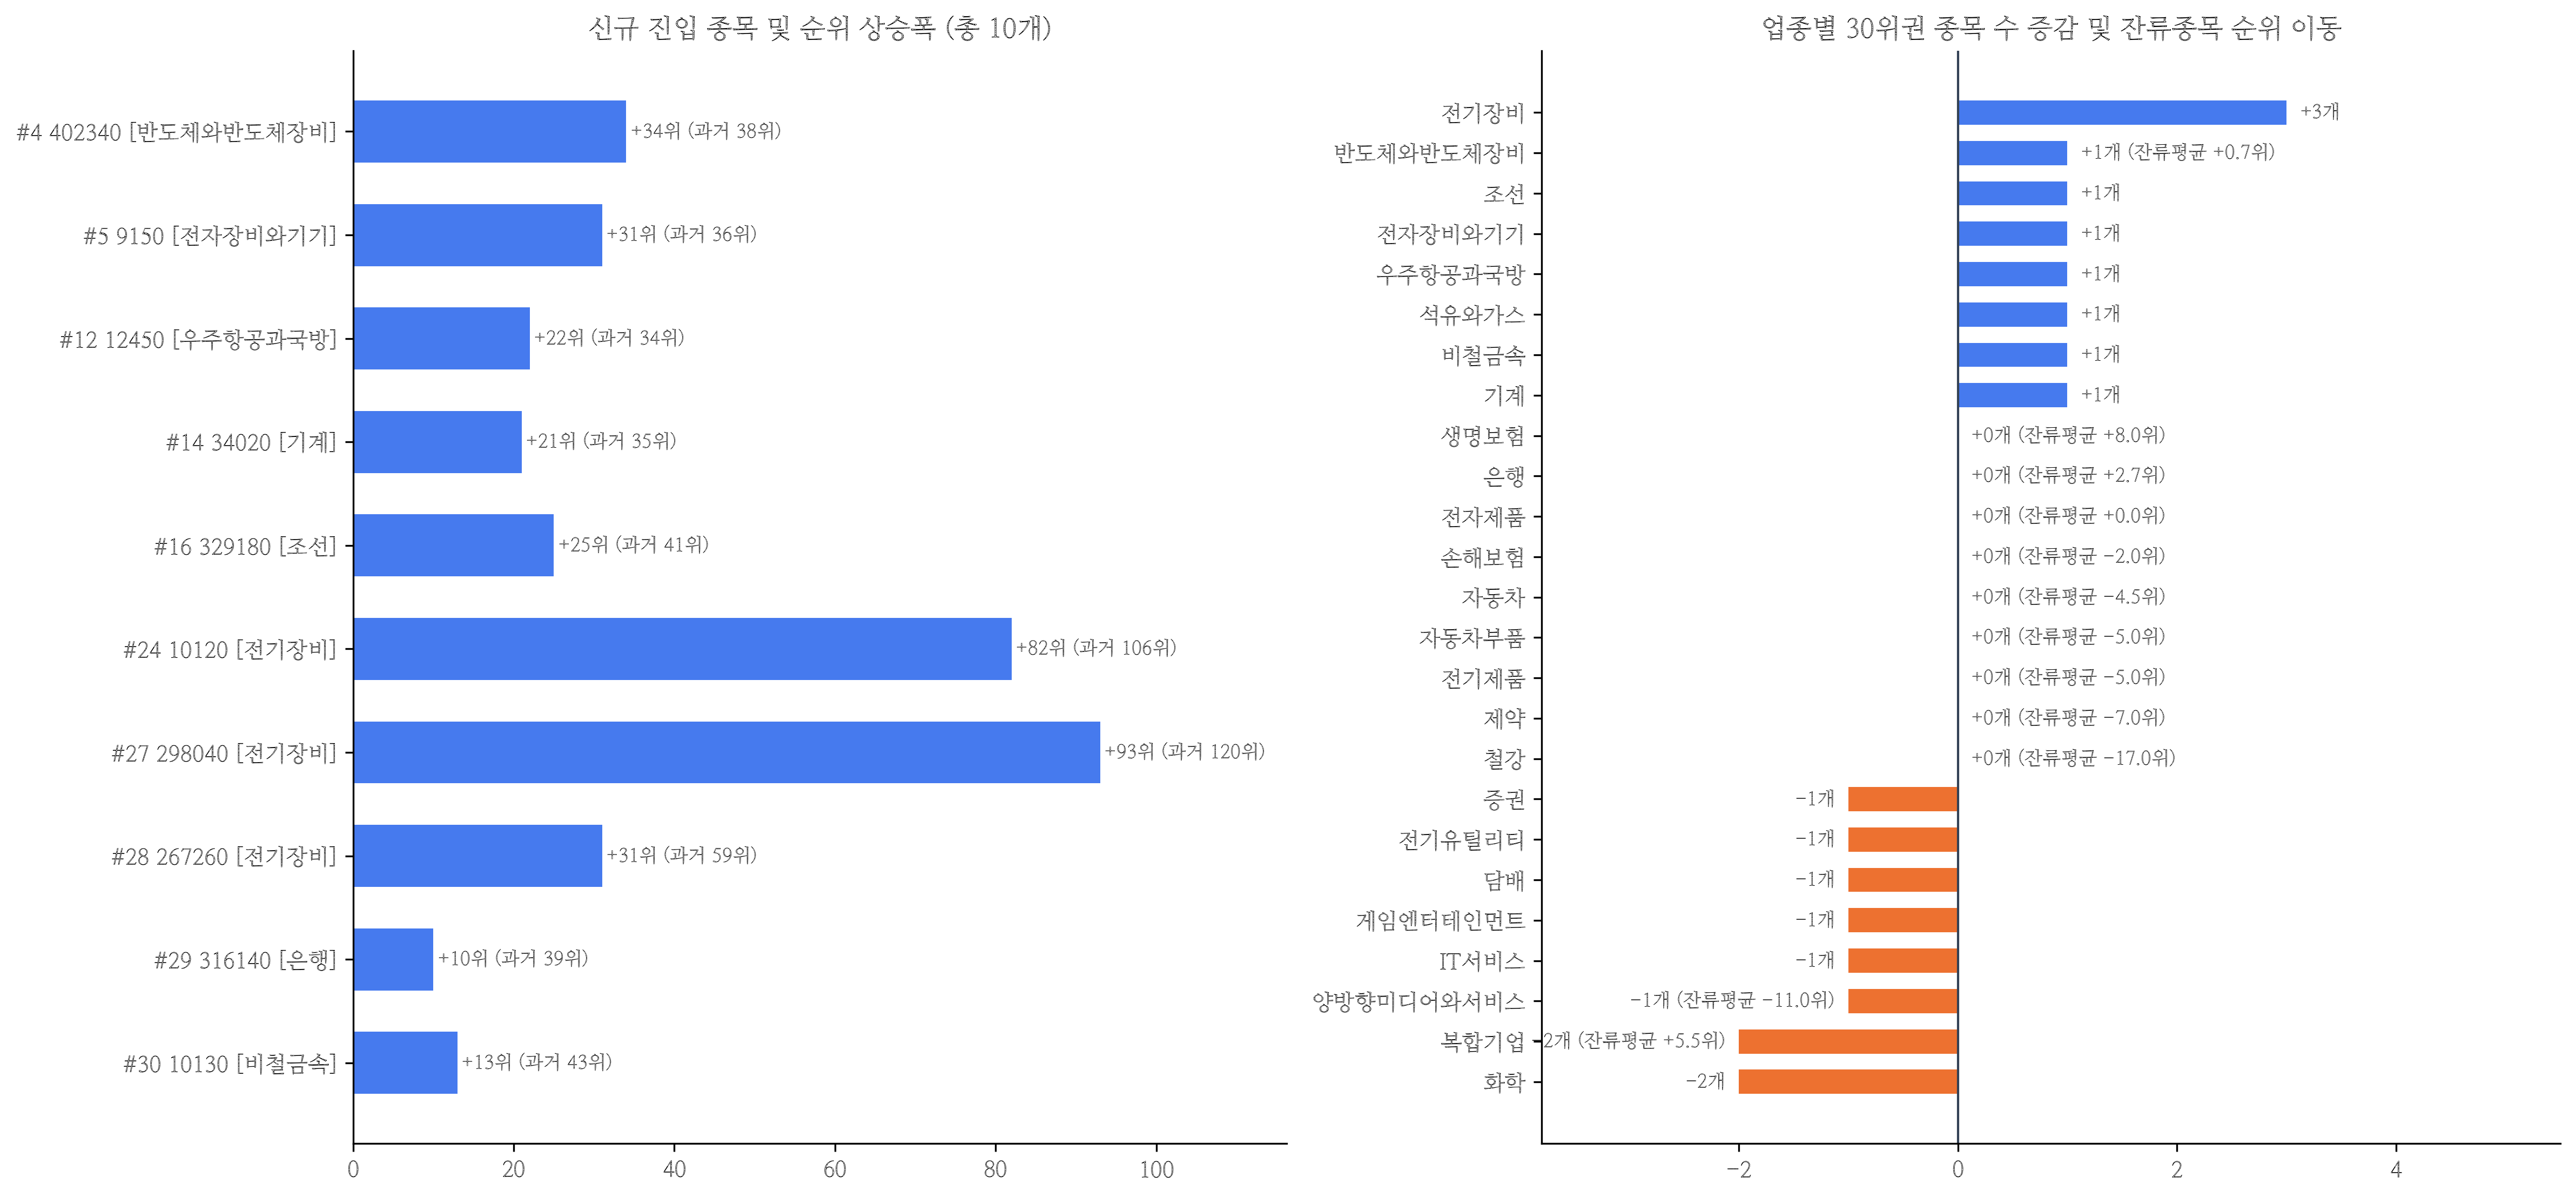 신규 진입 종목 및 순위 상승폭 (총 10개)
#4 402340 [반도체와반도체장비] +34위 (과거 38위)
#5 9150 [전자장비와기기] +31위 (과거 36위)
#12 12450 [우주항공과국방] +22위 (과거 34위)
#14 34020 [기계] +21위 (과거 35위)
#16 329180 [조선] +25위 (과거 41위)
#24 10120 [전기장비] +82위 (과거 106위)
#27 298040 [전기장비] +93위 (과거 120위)
#28 267260 [전기장비] +31위 (과거 59위)
#29 316140 [은행] +10위 (과거 39위)
#30 10130 [비철금속] +13위 (과거 43위)
0 20 40 60 80 100
업종별 30위권 종목 수 증감 및 잔류종목 순위 이동
전기장비 +3개
반도체와반도체장비 +1개 (잔류평균 +0.7위)
조선 +1개
전자장비와기기 +1개
우주항공과국방 +1개
석유와가스 +1개
비철금속 +1개
기계 +1개
생명보험 +0개 (잔류평균 +8.0위)
은행 +0개 (잔류평균 +2.7위)
전자제품 +0개 (잔류평균 +0.0위)
손해보험 +0개 (잔류평균 −2.0위)
자동차 +0개 (잔류평균 −4.5위)
자동차부품 +0개 (잔류평균 −5.0위)
전기제품 +0개 (잔류평균 −5.0위)
제약 +0개 (잔류평균 −7.0위)
철강 +0개 (잔류평균 −17.0위)
증권 −1개
전기유틸리티 −1개
담배 −1개
게임엔터테인먼트 −1개
IT서비스 −1개
양방향미디어와서비스 −1개 (잔류평균 −11.0위)
복합기업 −2개 (잔류평균 +5.5위)
화학 −2개
−2 0 2 4